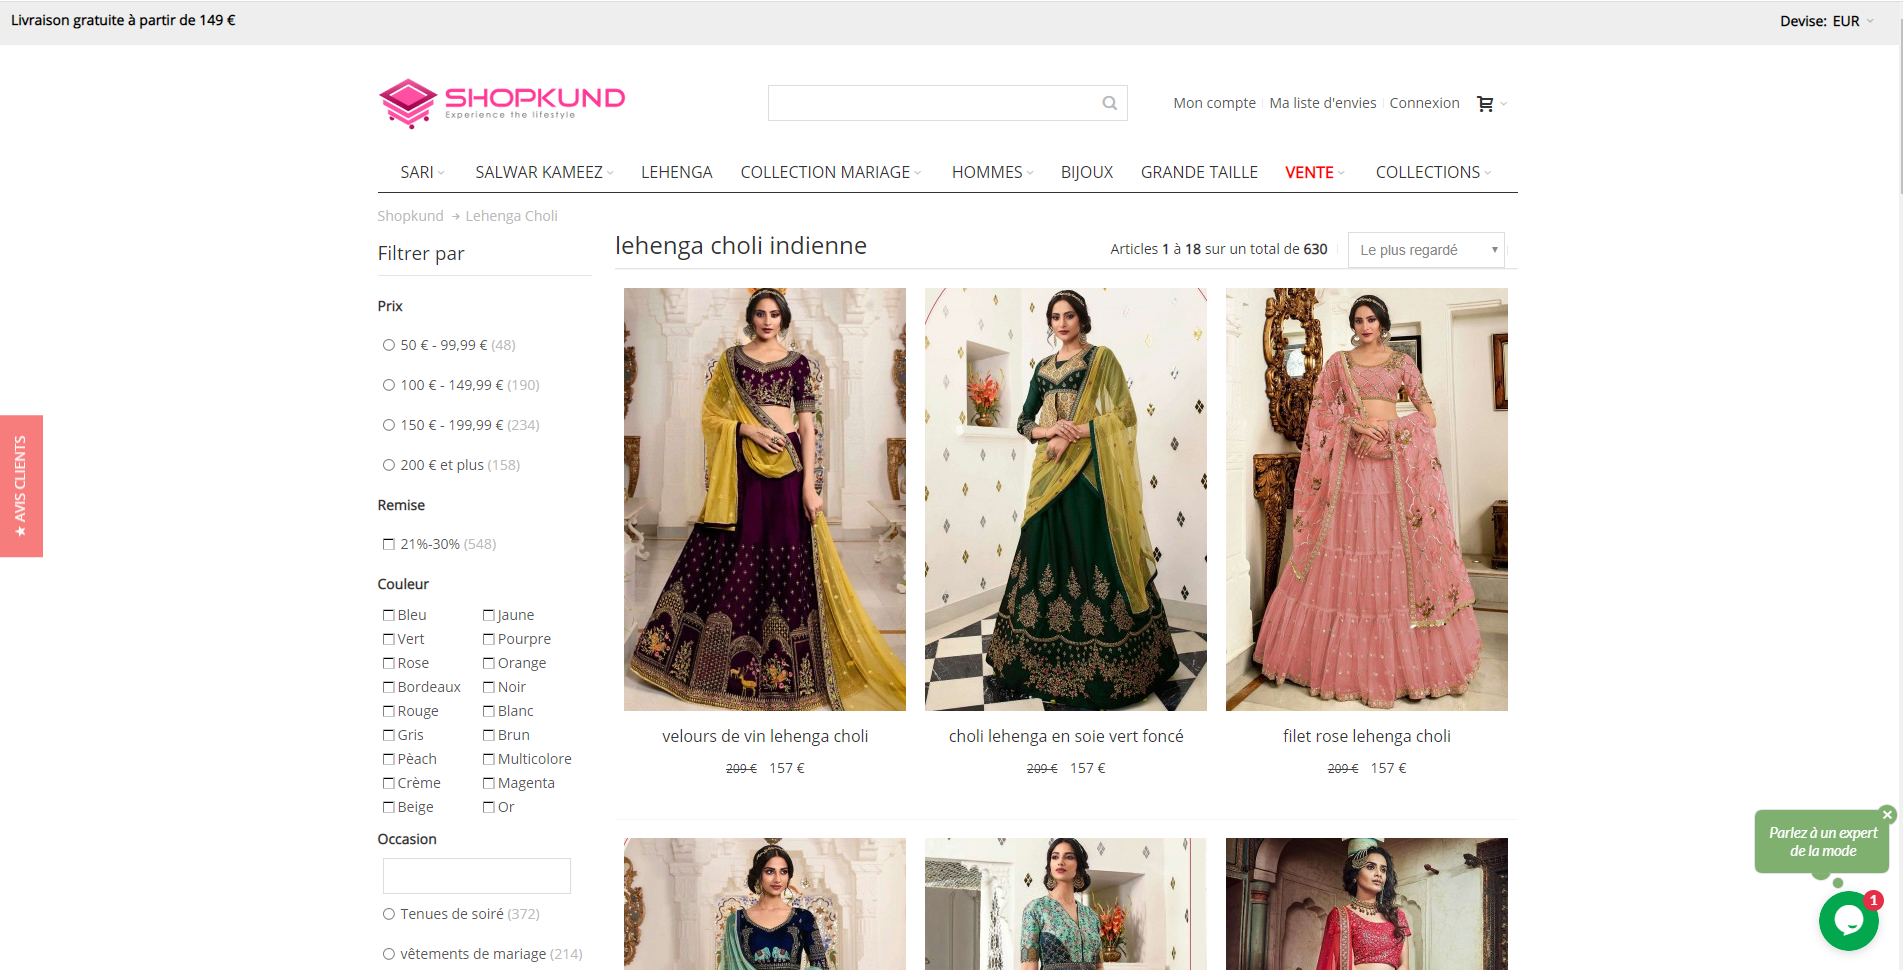 Livraison gratuite à partir de 149 €
Devise: EUR
SHOPKUND
Experience the lifestyle
Mon compte
Ma liste d'envies
Connexion
SARI
SALWAR KAMEEZ
LEHENGA
COLLECTION MARIAGE
HOMMES
BIJOUX
GRANDE TAILLE
VENTE
COLLECTIONS
Shopkund → Lehenga Choli
Filtrer par
Prix
50 € - 99,99 € (48)
100 € - 149,99 € (190)
150 € - 199,99 € (234)
200 € et plus (158)
Remise
21%-30% (548)
Couleur
Bleu
Jaune
Vert
Pourpre
Rose
Orange
Bordeaux
Noir
Rouge
Blanc
Gris
Brun
Pèach
Multicolore
Crème
Magenta
Beige
Or
Occasion
Tenues de soiré (372)
vêtements de mariage (214)
★ AVIS CLIENTS
lehenga choli indienne
Articles 1 à 18 sur un total de 630
Le plus regardé
velours de vin lehenga choli
209 € 157 €
choli lehenga en soie vert foncé
209 € 157 €
filet rose lehenga choli
209 € 157 €
Parlez à un expert
de la mode
1